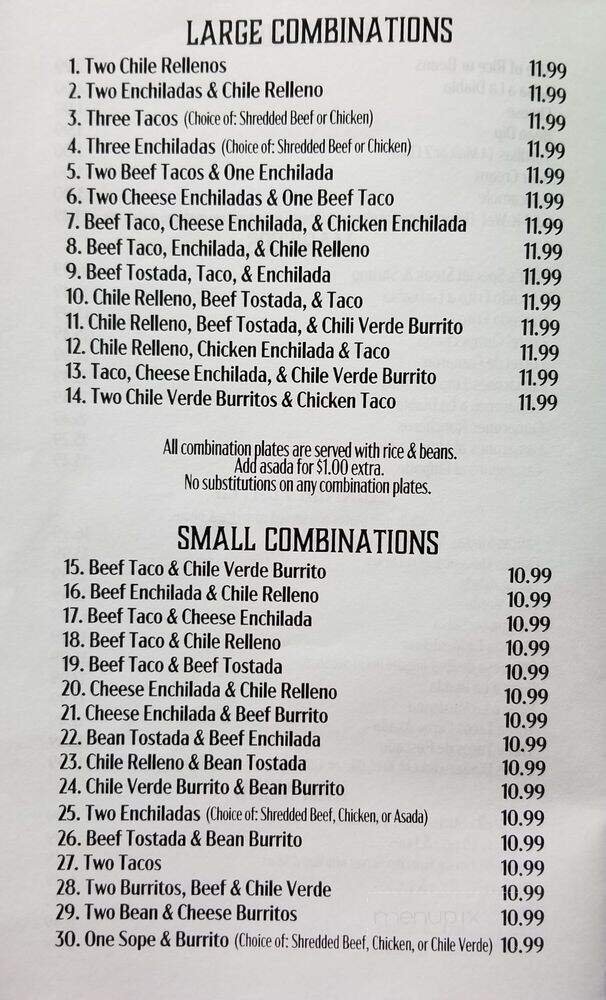 LARGE COMBINATIONS
1. Two Chile Rellenos 11.99
2. Two Enchiladas & Chile Relleno 11.99
3. Three Tacos (Choice of: Shredded Beef or Chicken) 11.99
4. Three Enchiladas (Choice of: Shredded Beef or Chicken) 11.99
5. Two Beef Tacos & One Enchilada 11.99
6. Two Cheese Enchiladas & One Beef Taco 11.99
7. Beef Taco, Cheese Enchilada, & Chicken Enchilada 11.99
8. Beef Taco, Enchilada, & Chile Relleno 11.99
9. Beef Tostada, Taco, & Enchilada 11.99
10. Chile Relleno, Beef Tostada, & Taco 11.99
11. Chile Relleno, Beef Tostada, & Chili Verde Burrito 11.99
12. Chile Relleno, Chicken Enchilada & Taco 11.99
13. Taco, Cheese Enchilada, & Chile Verde Burrito 11.99
14. Two Chile Verde Burritos & Chicken Taco 11.99
All combination plates are served with rice & beans.
Add asada for $1.00 extra.
No substitutions on any combination plates.
SMALL COMBINATIONS
15. Beef Taco & Chile Verde Burrito 10.99
16. Beef Enchilada & Chile Relleno 10.99
17. Beef Taco & Cheese Enchilada 10.99
18. Beef Taco & Chile Relleno 10.99
19. Beef Taco & Beef Tostada 10.99
20. Cheese Enchilada & Chile Relleno 10.99
21. Cheese Enchilada & Beef Burrito 10.99
22. Bean Tostada & Beef Enchilada 10.99
23. Chile Relleno & Bean Tostada 10.99
24. Chile Verde Burrito & Bean Burrito 10.99
25. Two Enchiladas (Choice of: Shredded Beef, Chicken, or Asada) 10.99
26. Beef Tostada & Bean Burrito 10.99
27. Two Tacos 10.99
28. Two Burritos, Beef & Chile Verde 10.99
29. Two Bean & Cheese Burritos 10.99
30. One Sope & Burrito (Choice of: Shredded Beef, Chicken, or Chile Verde) 10.99
menupix